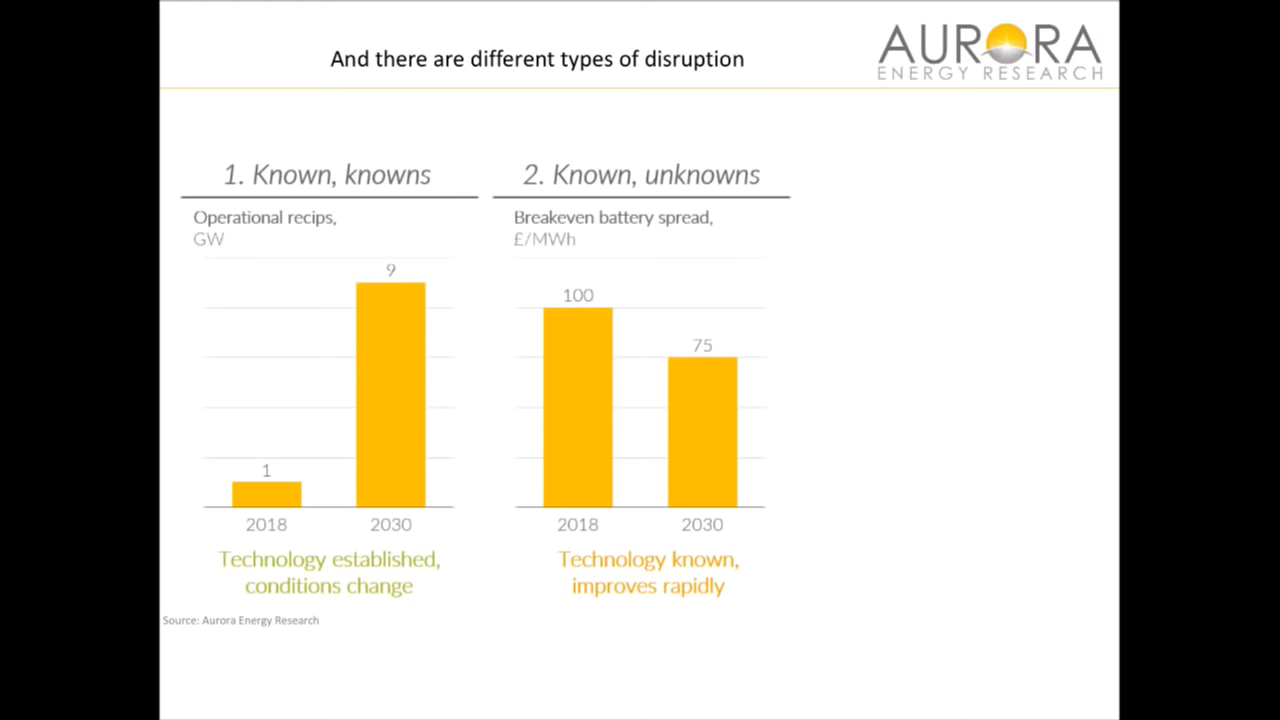 And there are different types of disruption
AURORA
ENERGY RESEARCH
1. Known, knowns
Operational recips,
GW
9
1
2018
2030
Technology established,
conditions change
2. Known, unknowns
Breakeven battery spread,
£/MWh
100
75
2018
2030
Technology known,
improves rapidly
Source: Aurora Energy Research